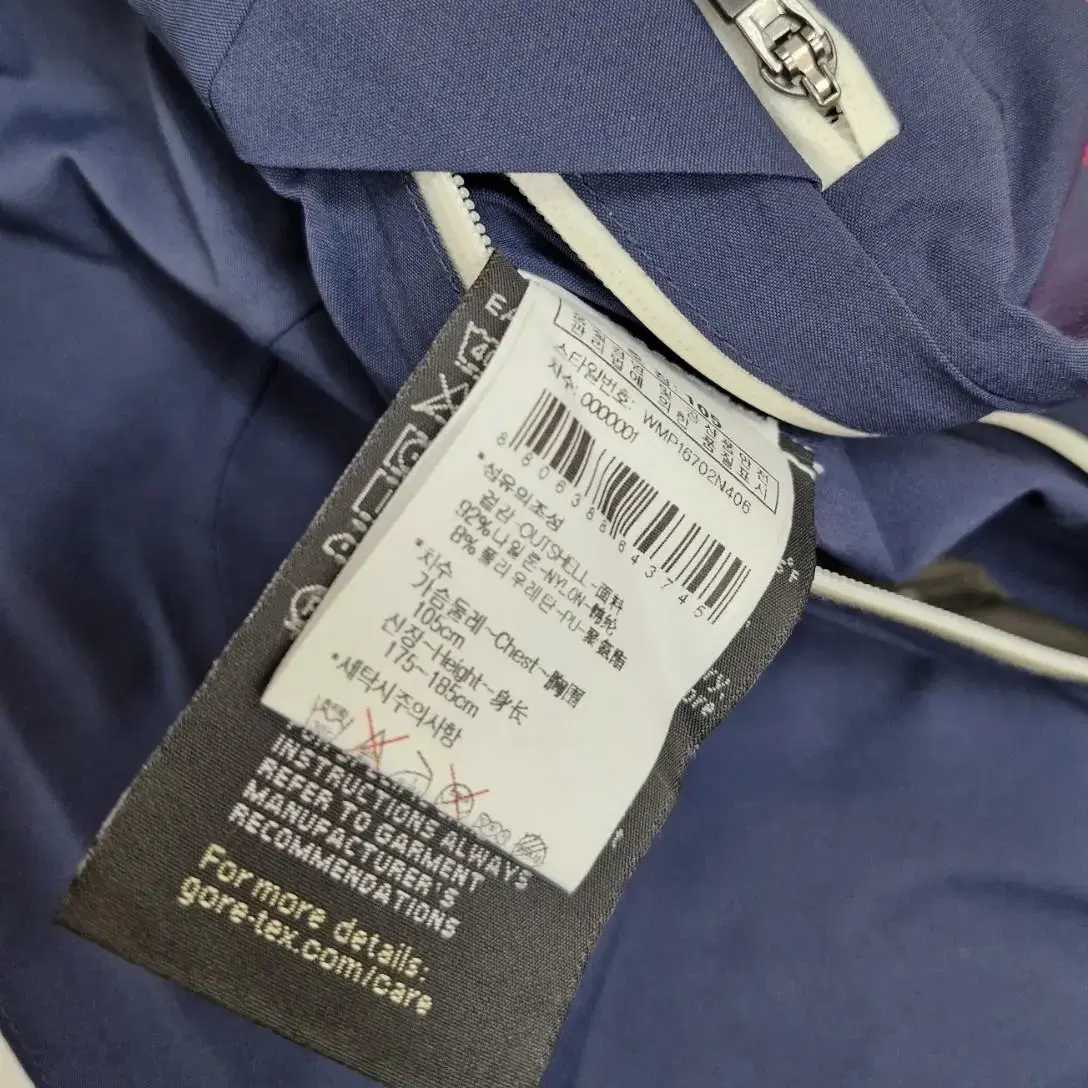 스타일번호: WMP16702N406
차수: 0000001
*섬유의조성
겉감-OUTSHELL-面料
92%나일론-NYLON-锦纶
8%폴리우레탄-PU-聚氨酯
*치수
가슴둘레~Chest~胸围
105cm
신장~Height~身长
175~185cm
*세탁시주의사항
INSTRUCTIONS ALWAYS
REFER TO GARMENT
MANUFACTURER'S
RECOMMENDATIONS
For more details:
gore-tex.com/care